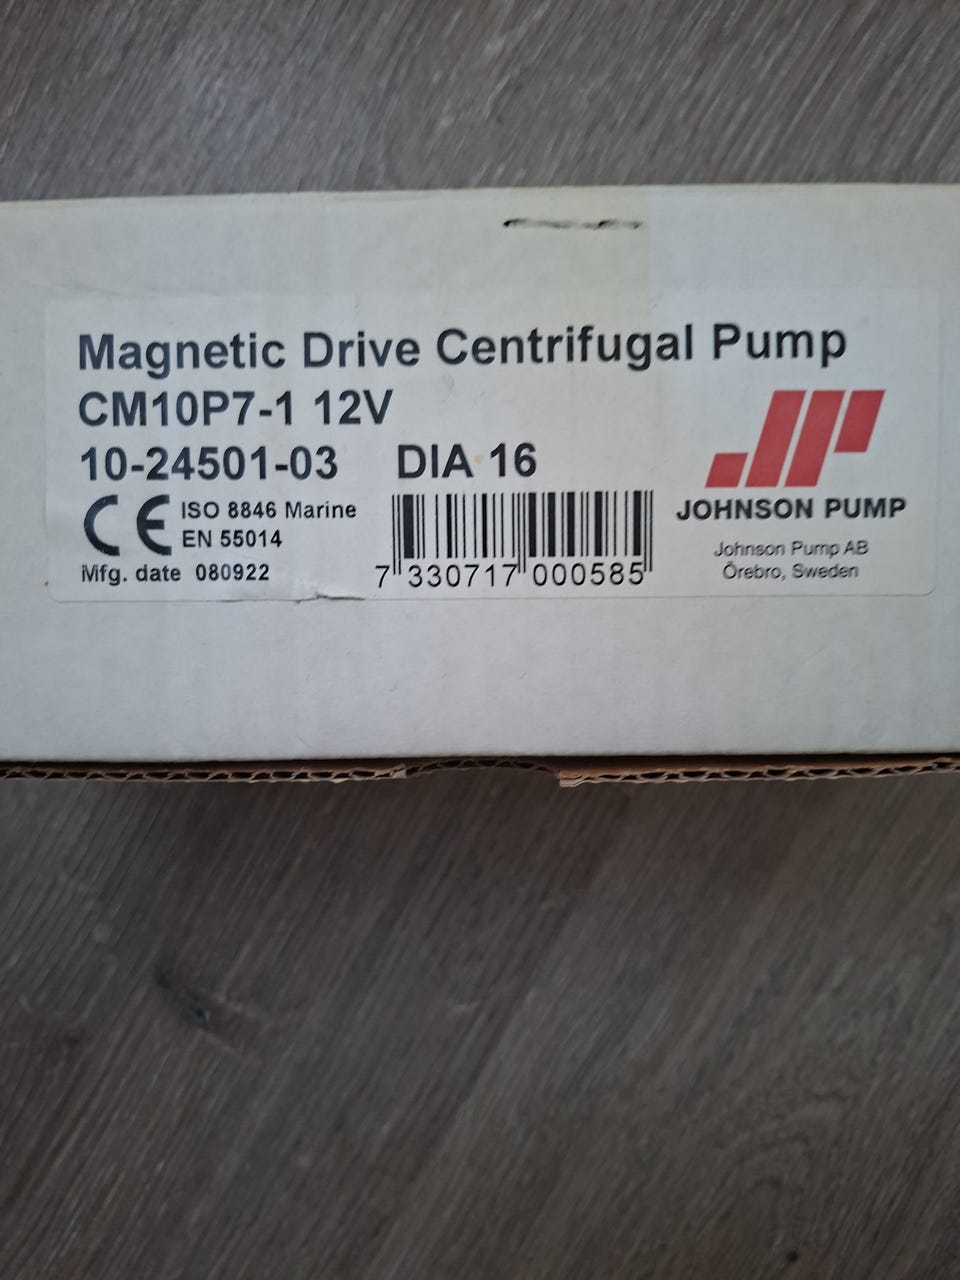 Magnetic Drive Centrifugal Pump
CM10P7-1 12V
10-24501-03 DIA 16
CE ISO 8846 Marine
EN 55014
Mfg. date 080922
7 330717 000585
JP
JOHNSON PUMP
Johnson Pump AB
Örebro, Sweden